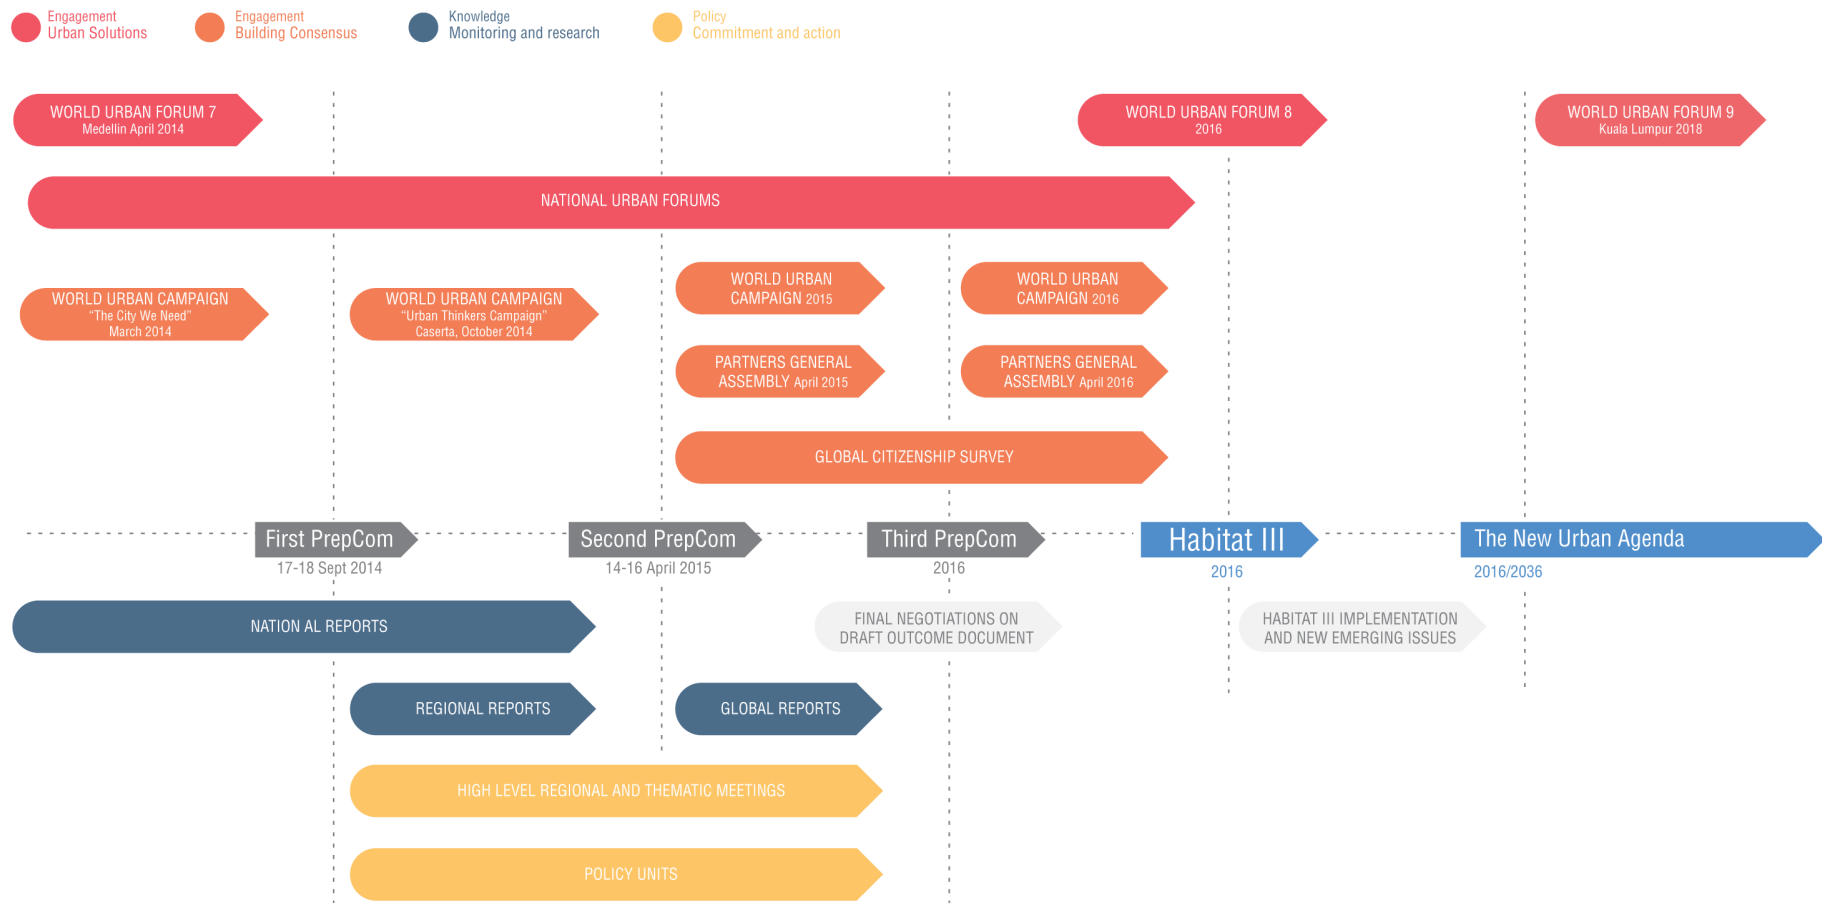 Engagement
Urban Solutions
Engagement
Building Consensus
Knowledge
Monitoring and research
Policy
Commitment and action
WORLD URBAN FORUM 7
Medellin April 2014
WORLD URBAN FORUM 8
2016
WORLD URBAN FORUM 9
Kuala Lumpur 2018
NATIONAL URBAN FORUMS
WORLD URBAN CAMPAIGN
“The City We Need”
March 2014
WORLD URBAN CAMPAIGN
“Urban Thinkers Campaign”
Caserta, October 2014
WORLD URBAN
CAMPAIGN 2015
WORLD URBAN
CAMPAIGN 2016
PARTNERS GENERAL
ASSEMBLY April 2015
PARTNERS GENERAL
ASSEMBLY April 2016
GLOBAL CITIZENSHIP SURVEY
First PrepCom
17-18 Sept 2014
Second PrepCom
14-16 April 2015
Third PrepCom
2016
Habitat III
2016
The New Urban Agenda
2016/2036
NATION AL REPORTS
FINAL NEGOTIATIONS ON
DRAFT OUTCOME DOCUMENT
HABITAT III IMPLEMENTATION
AND NEW EMERGING ISSUES
REGIONAL REPORTS
GLOBAL REPORTS
HIGH LEVEL REGIONAL AND THEMATIC MEETINGS
POLICY UNITS